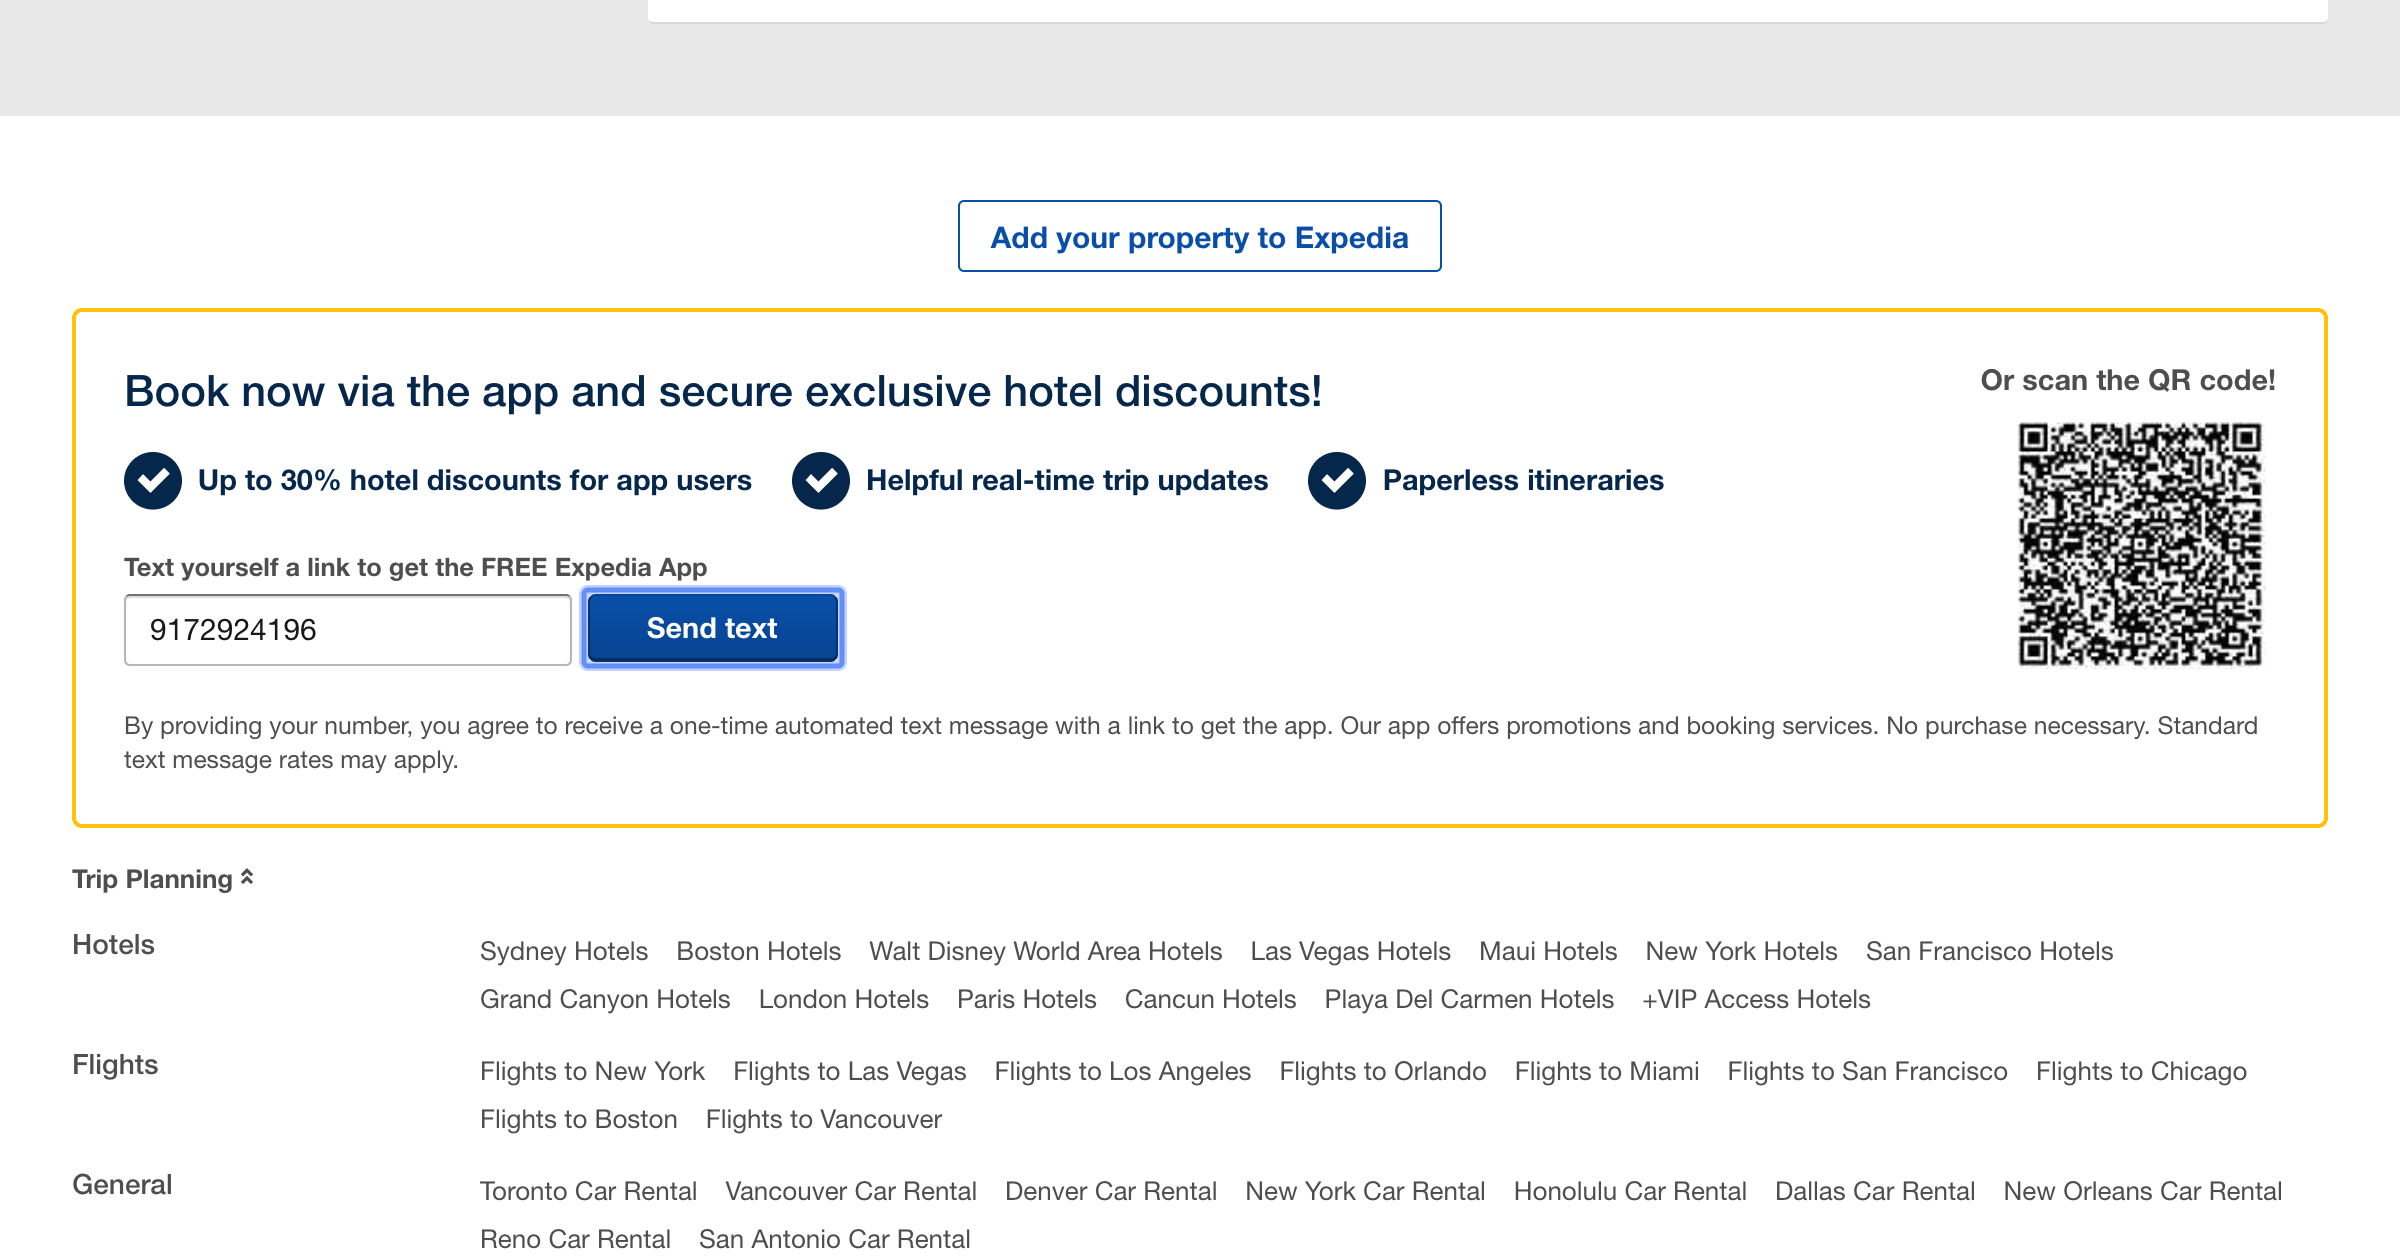 Add your property to Expedia
Book now via the app and secure exclusive hotel discounts!
Or scan the QR code!
Up to 30% hotel discounts for app users Helpful real-time trip updates Paperless itineraries
Text yourself a link to get the FREE Expedia App
9172924196 Send text
By providing your number, you agree to receive a one-time automated text message with a link to get the app. Our app offers promotions and booking services. No purchase necessary. Standard
text message rates may apply.
Trip Planning
Hotels
Sydney Hotels Boston Hotels Walt Disney World Area Hotels Las Vegas Hotels Maui Hotels New York Hotels San Francisco Hotels
Grand Canyon Hotels London Hotels Paris Hotels Cancun Hotels Playa Del Carmen Hotels +VIP Access Hotels
Flights
Flights to New York Flights to Las Vegas Flights to Los Angeles Flights to Orlando Flights to Miami Flights to San Francisco Flights to Chicago
Flights to Boston Flights to Vancouver
General
Toronto Car Rental Vancouver Car Rental Denver Car Rental New York Car Rental Honolulu Car Rental Dallas Car Rental New Orleans Car Rental
Reno Car Rental San Antonio Car Rental